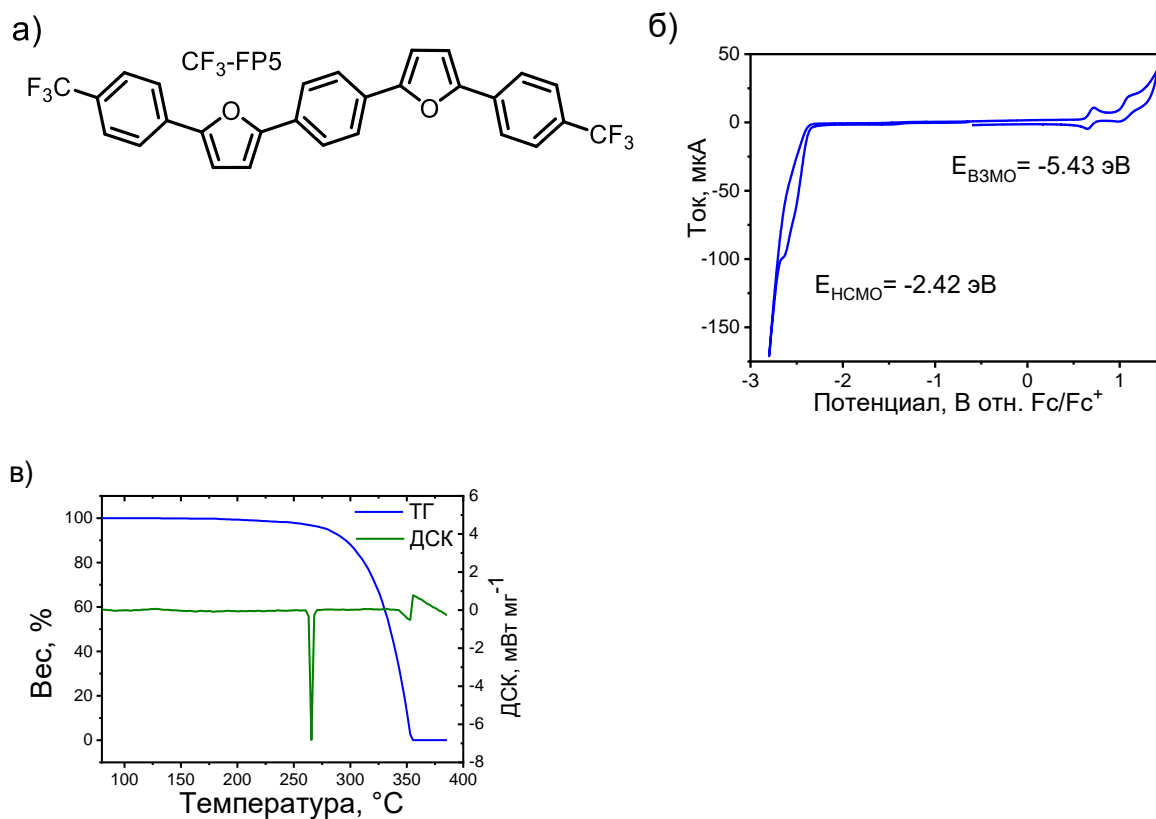 а)
CF₃-FP5
F₃C
O
O
CF₃
б)
50
0
-50
-100
-150
Ток, мкА
E_ВЗМО= -5.43 эВ
E_НСМО= -2.42 эВ
-3 -2 -1 0 1
Потенциал, В отн. Fc/Fc⁺
в)
100
80
60
40
20
0
Вес, %
ТГ
ДСК
6
4
2
0
-2
-4
-6
-8
ДСК, мВт мг⁻¹
100 150 200 250 300 350 400
Температура, °C